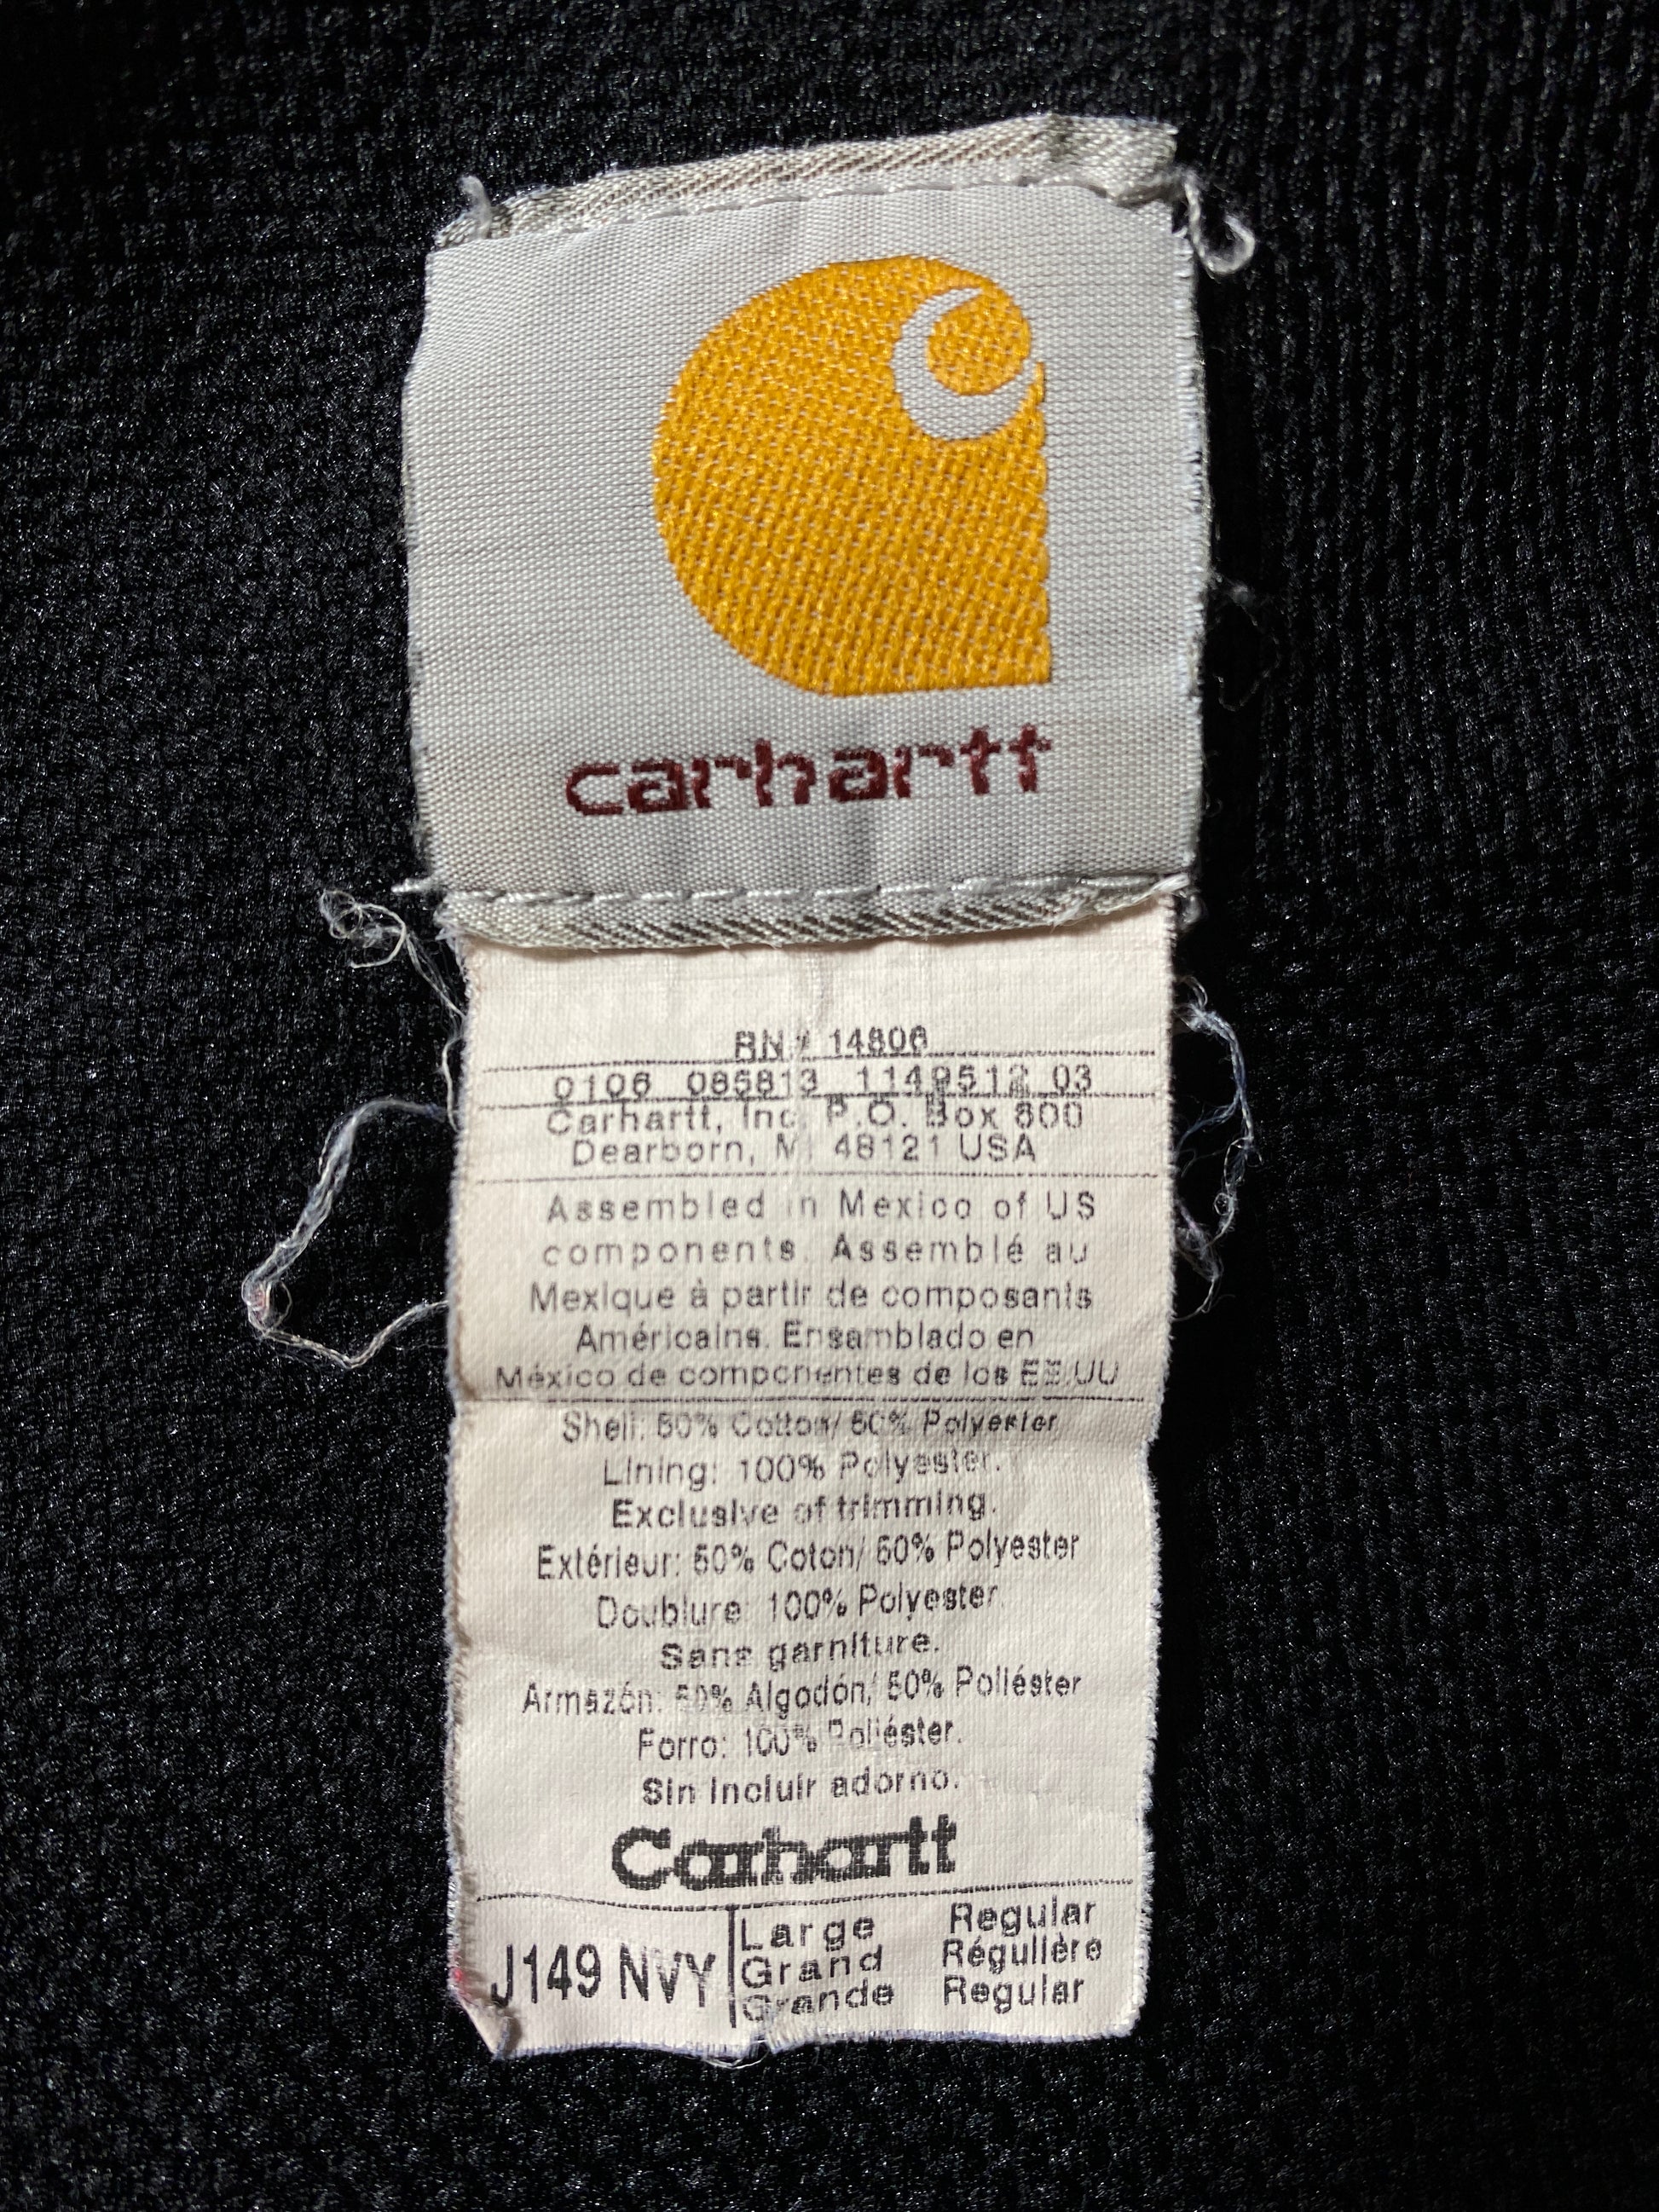 carhartt
RN # 14806
0106 085813 1149512 03
Carhartt, Inc. P.O. Box 600
Dearborn, MI 48121 USA
Assembled in Mexico of US
components. Assemblé au
Mexique à partir de composants
Américains. Ensamblado en
México de componentes de los EE.UU
Shell: 50% Cotton/ 50% Polyester
Lining: 100% Polyester.
Exclusive of trimming.
Extérieur: 50% Coton/ 50% Polyester
Doublure: 100% Polyester.
Sans garniture.
Armazón: 50% Algodón/ 50% Poliéster
Forro: 100% Poliéster.
Sin incluir adorno.
Carhartt
J149 NVY Large Regular
Grand Régulière
Grande Regular